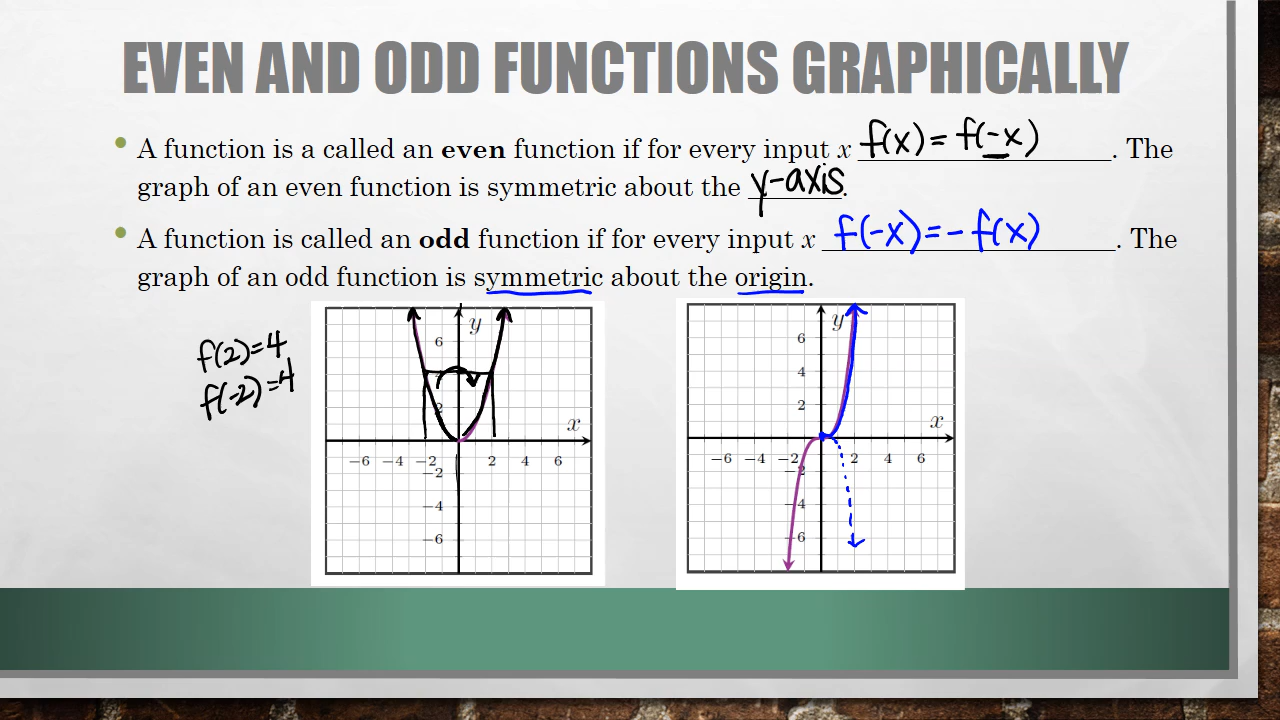 EVEN AND ODD FUNCTIONS GRAPHICALLY
• A function is a called an even function if for every input x f(x) = f(-x). The
graph of an even function is symmetric about the y-axis.
• A function is called an odd function if for every input x f(-x) = - f(x). The
graph of an odd function is symmetric about the origin.
f(2)=4
f(-2)=4
y
6
4
2
x
−6 −4 −2 2 4 6
−2
−4
−6
y
6
4
2
x
−6 −4 −2 2 4 6
−2
−4
−6